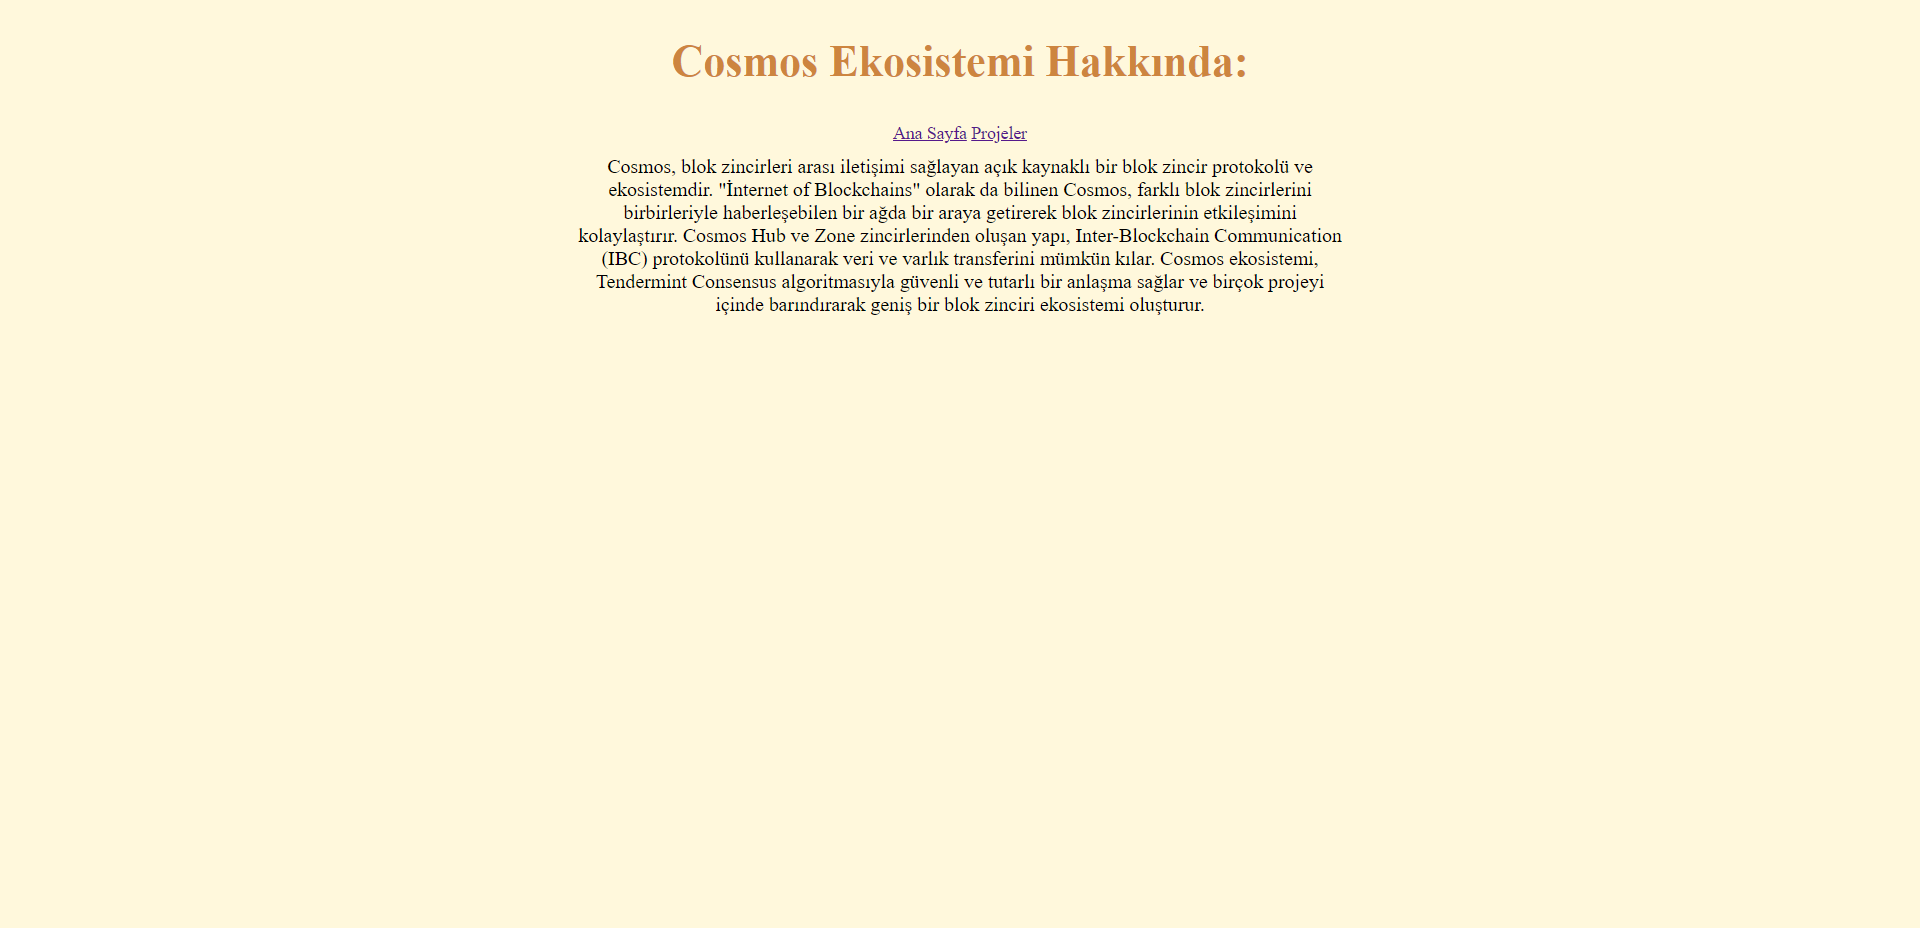 Cosmos Ekosistemi Hakkında:
Ana Sayfa Projeler
Cosmos, blok zincirleri arası iletişimi sağlayan açık kaynaklı bir blok zincir protokolü ve
ekosistemdir. "İnternet of Blockchains" olarak da bilinen Cosmos, farklı blok zincirlerini
birbirleriyle haberleşebilen bir ağda bir araya getirerek blok zincirlerinin etkileşimini
kolaylaştırır. Cosmos Hub ve Zone zincirlerinden oluşan yapı, Inter-Blockchain Communication
(IBC) protokolünü kullanarak veri ve varlık transferini mümkün kılar. Cosmos ekosistemi,
Tendermint Consensus algoritmasıyla güvenli ve tutarlı bir anlaşma sağlar ve birçok projeyi
içinde barındırarak geniş bir blok zinciri ekosistemi oluşturur.